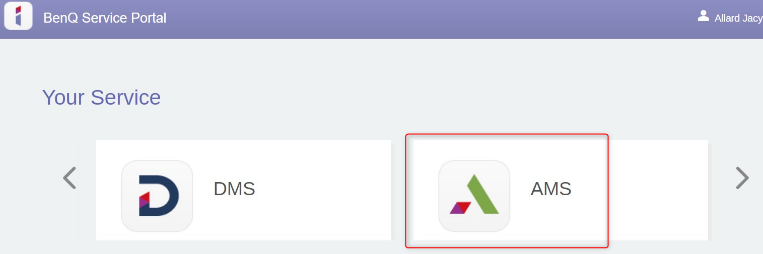 BenQ Service Portal
Allard Jacy
Your Service
DMS
AMS